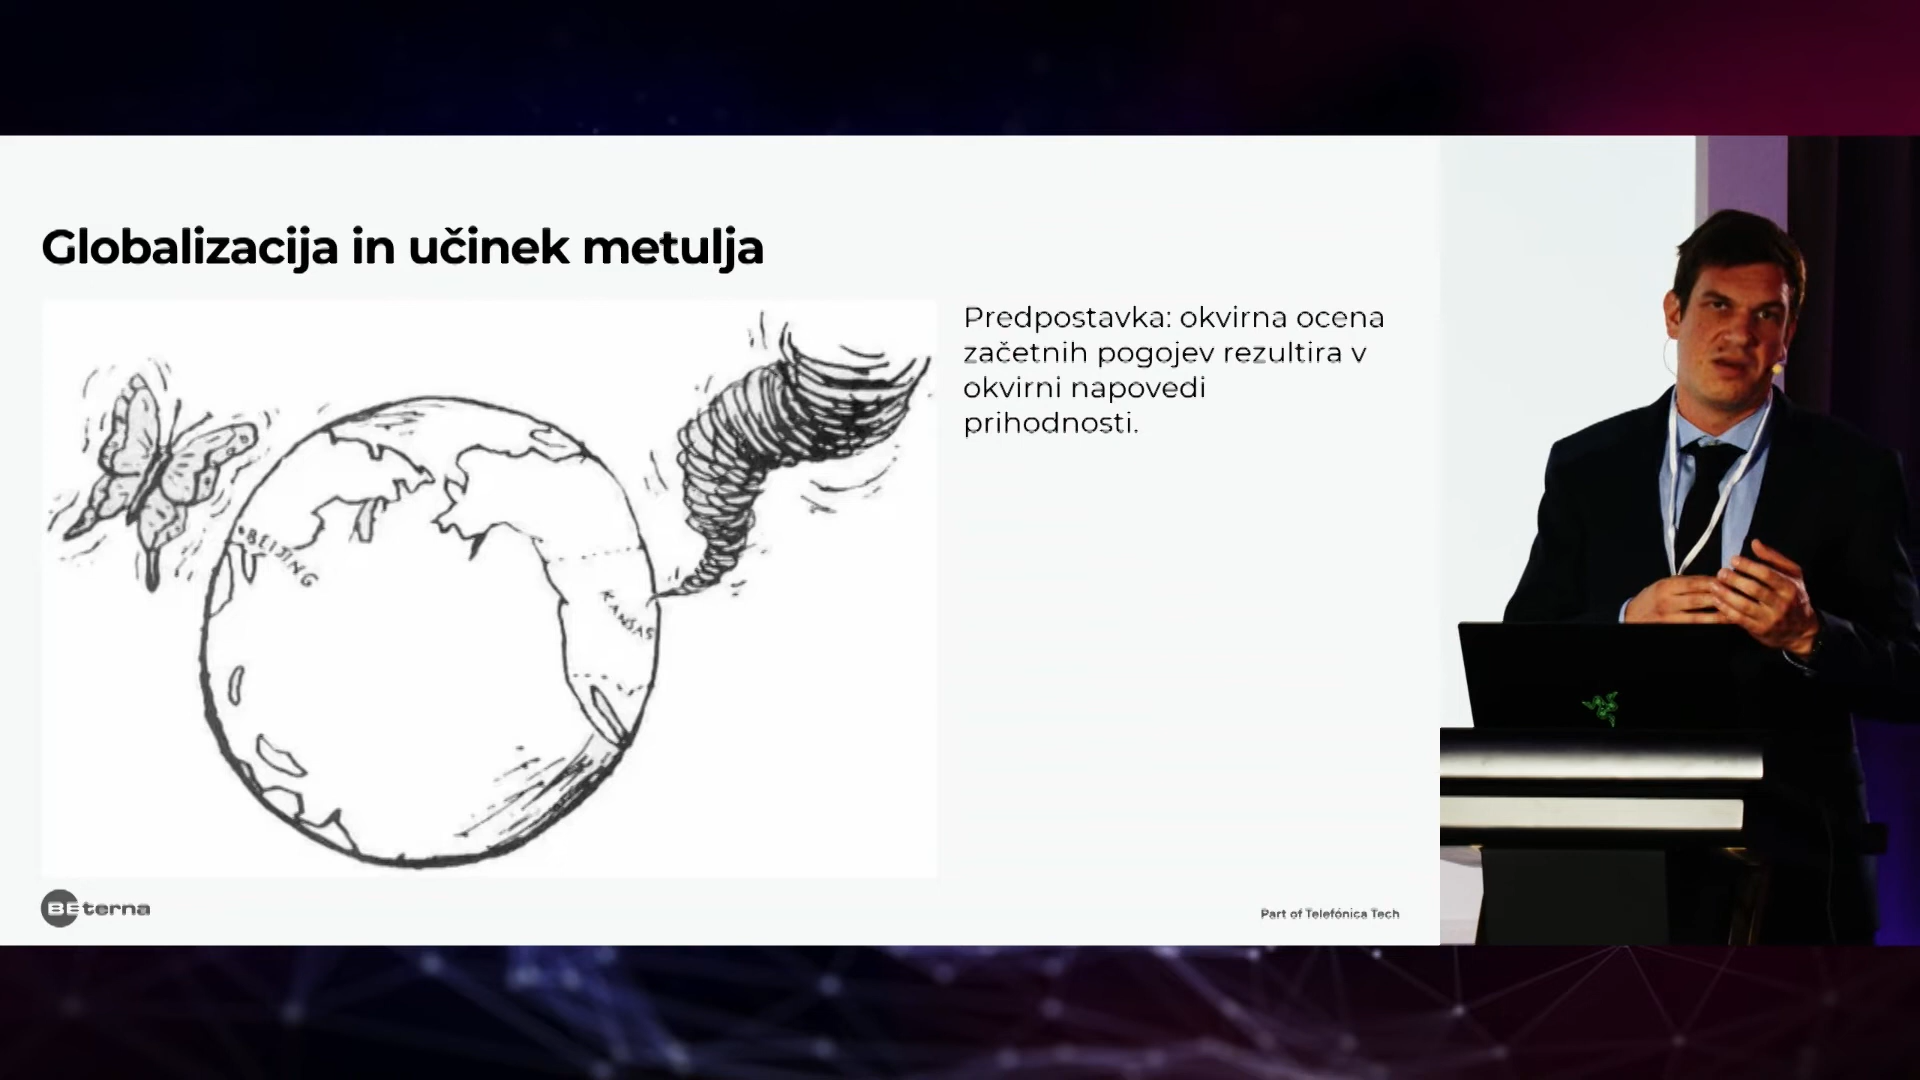 Globalizacija in učinek metulja
Predpostavka: okvirna ocena
začetnih pogojev rezultira v
okvirni napovedi
prihodnosti.
BEIJING
KANSAS
BEterna
Part of Telefónica Tech